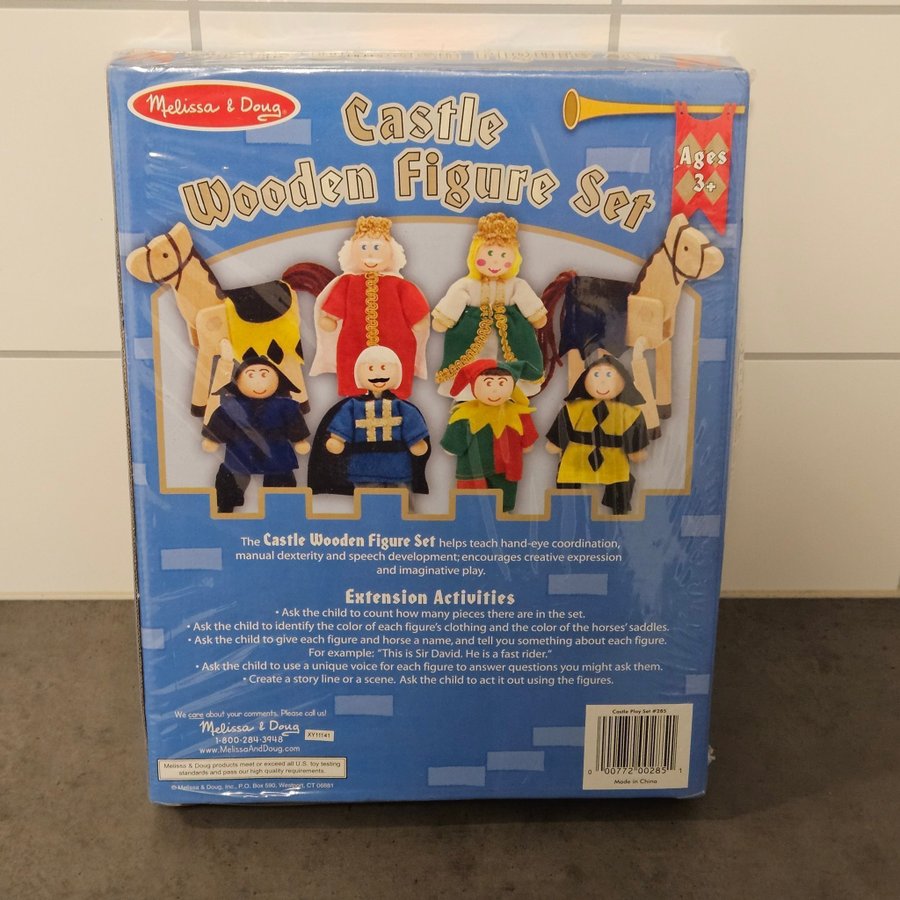 Melissa & Doug
Castle
Wooden Figure Set
Ages
3+
The Castle Wooden Figure Set helps teach hand-eye coordination,
manual dexterity and speech development; encourages creative expression
and imaginative play.
Extension Activities
• Ask the child to count how many pieces there are in the set.
• Ask the child to identify the color of each figure's clothing and the color of the horses' saddles.
• Ask the child to give each figure and horse a name, and tell you something about each figure.
For example: "This is Sir David. He is a fast rider."
• Ask the child to use a unique voice for each figure to answer questions you might ask them.
• Create a story line or a scene. Ask the child to act it out using the figures.
We care about your comments. Please call us!
Melissa & Doug
1-800-284-3948
www.MelissaAndDoug.com
XY11141
Melissa & Doug products meet or exceed all U.S. toy testing
standards and pass our high quality requirements.
© Melissa & Doug, Inc., P.O. Box 590, Westport, CT 06881
Castle Play Set #285
0 00772 00285 1
Made in China